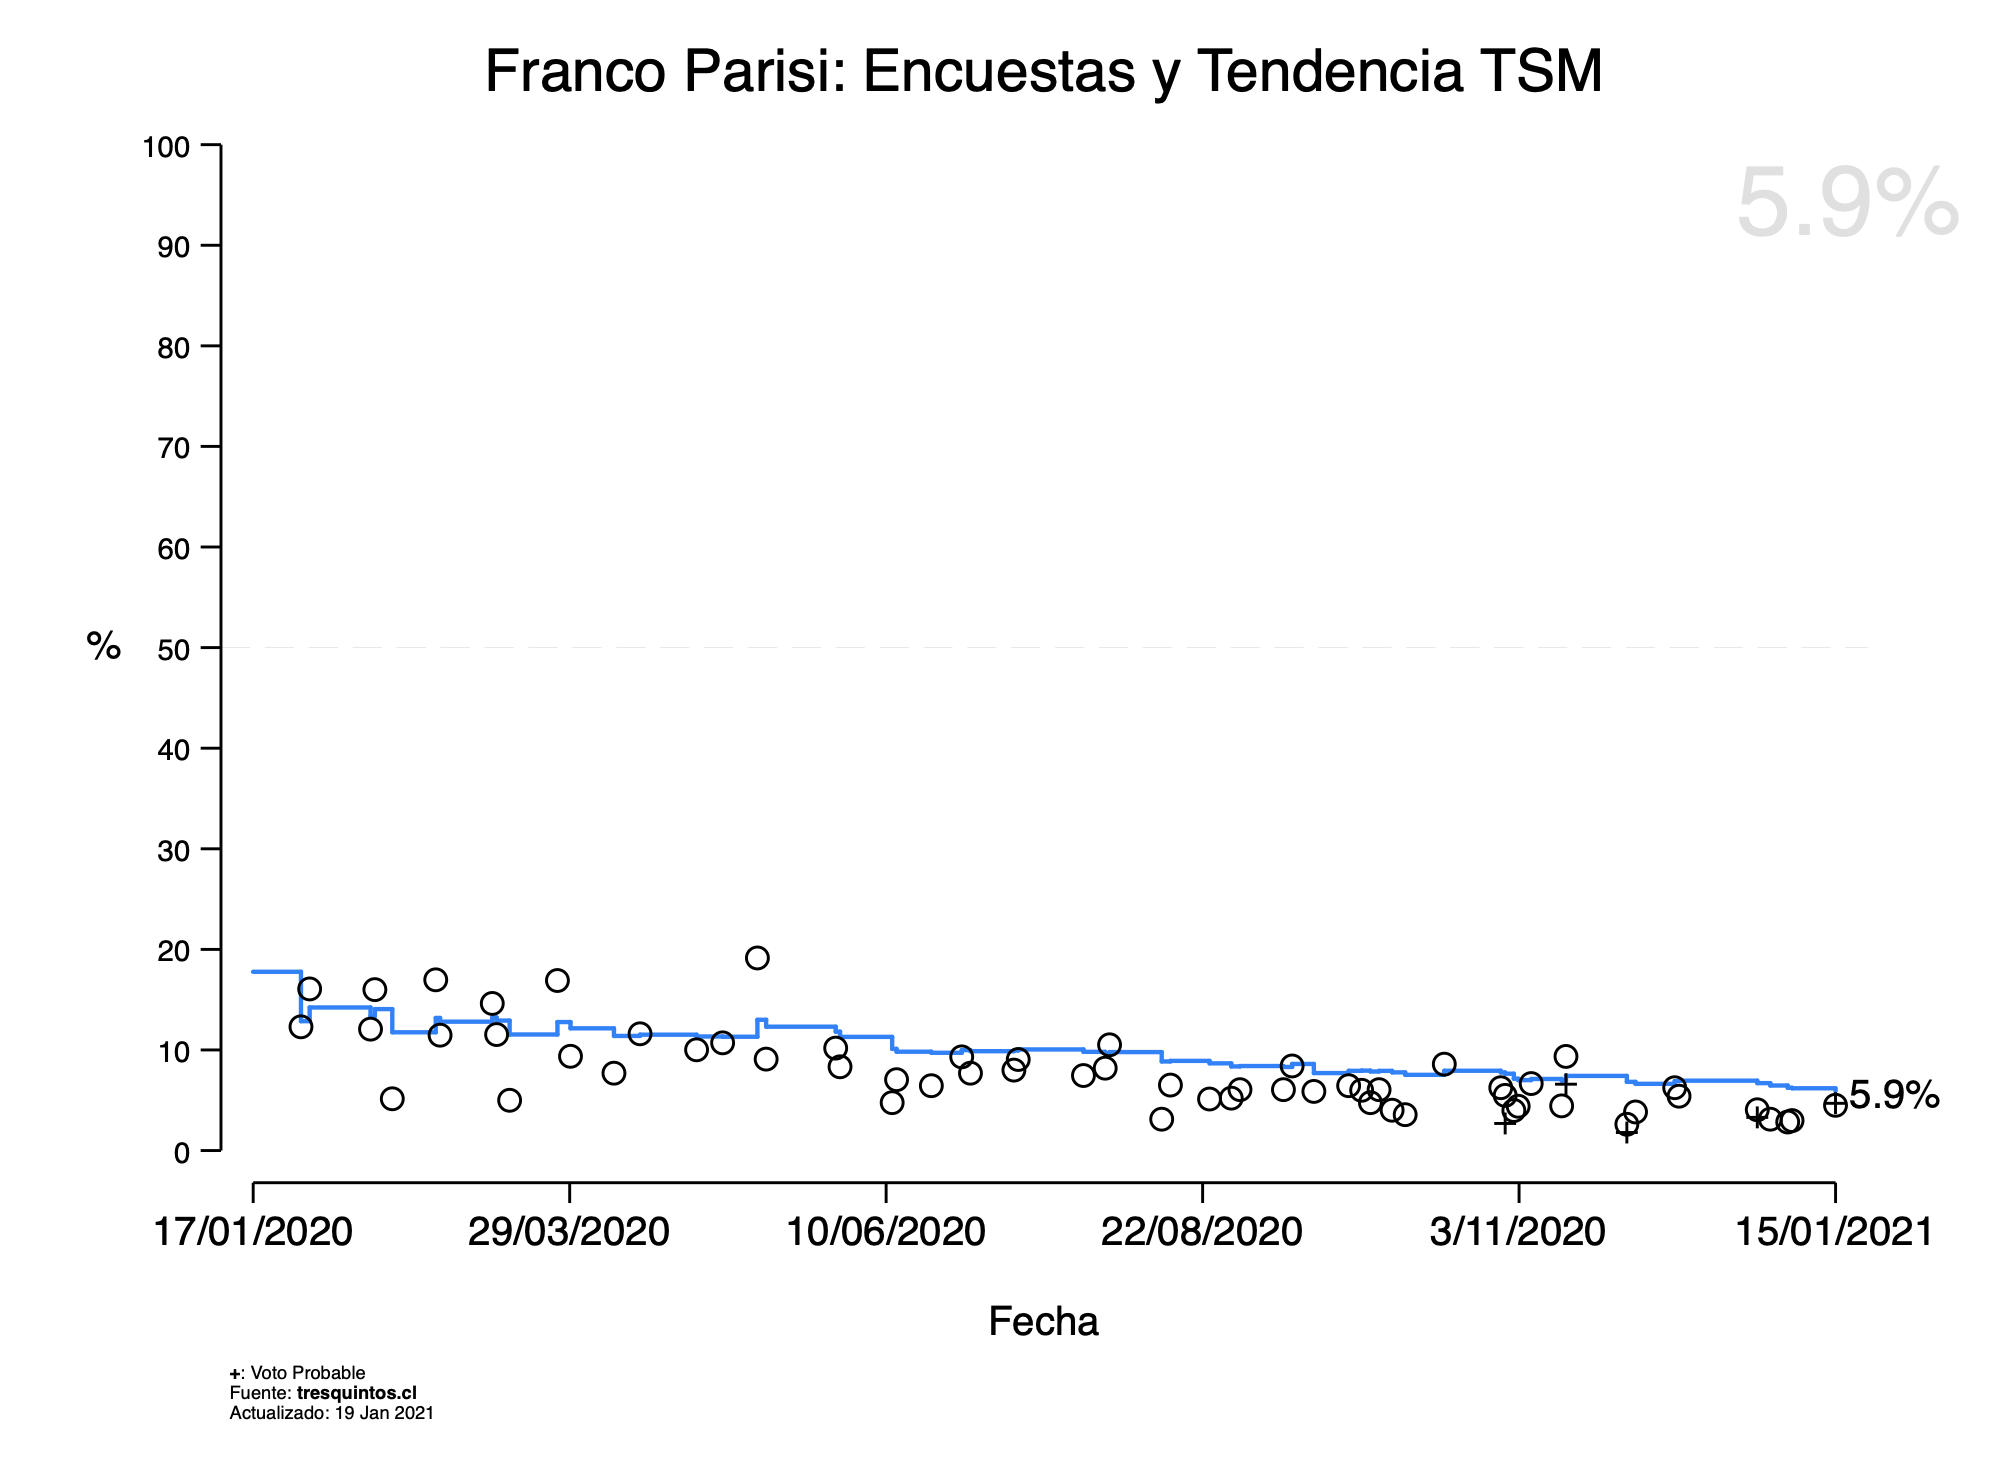 Franco Parisi: Encuestas y Tendencia TSM
5.9%
100
90
80
70
60
50
40
30
20
10
0
%
5.9%
17/01/2020 29/03/2020 10/06/2020 22/08/2020 3/11/2020 15/01/2021
Fecha
+: Voto Probable
Fuente: tresquintos.cl
Actualizado: 19 Jan 2021